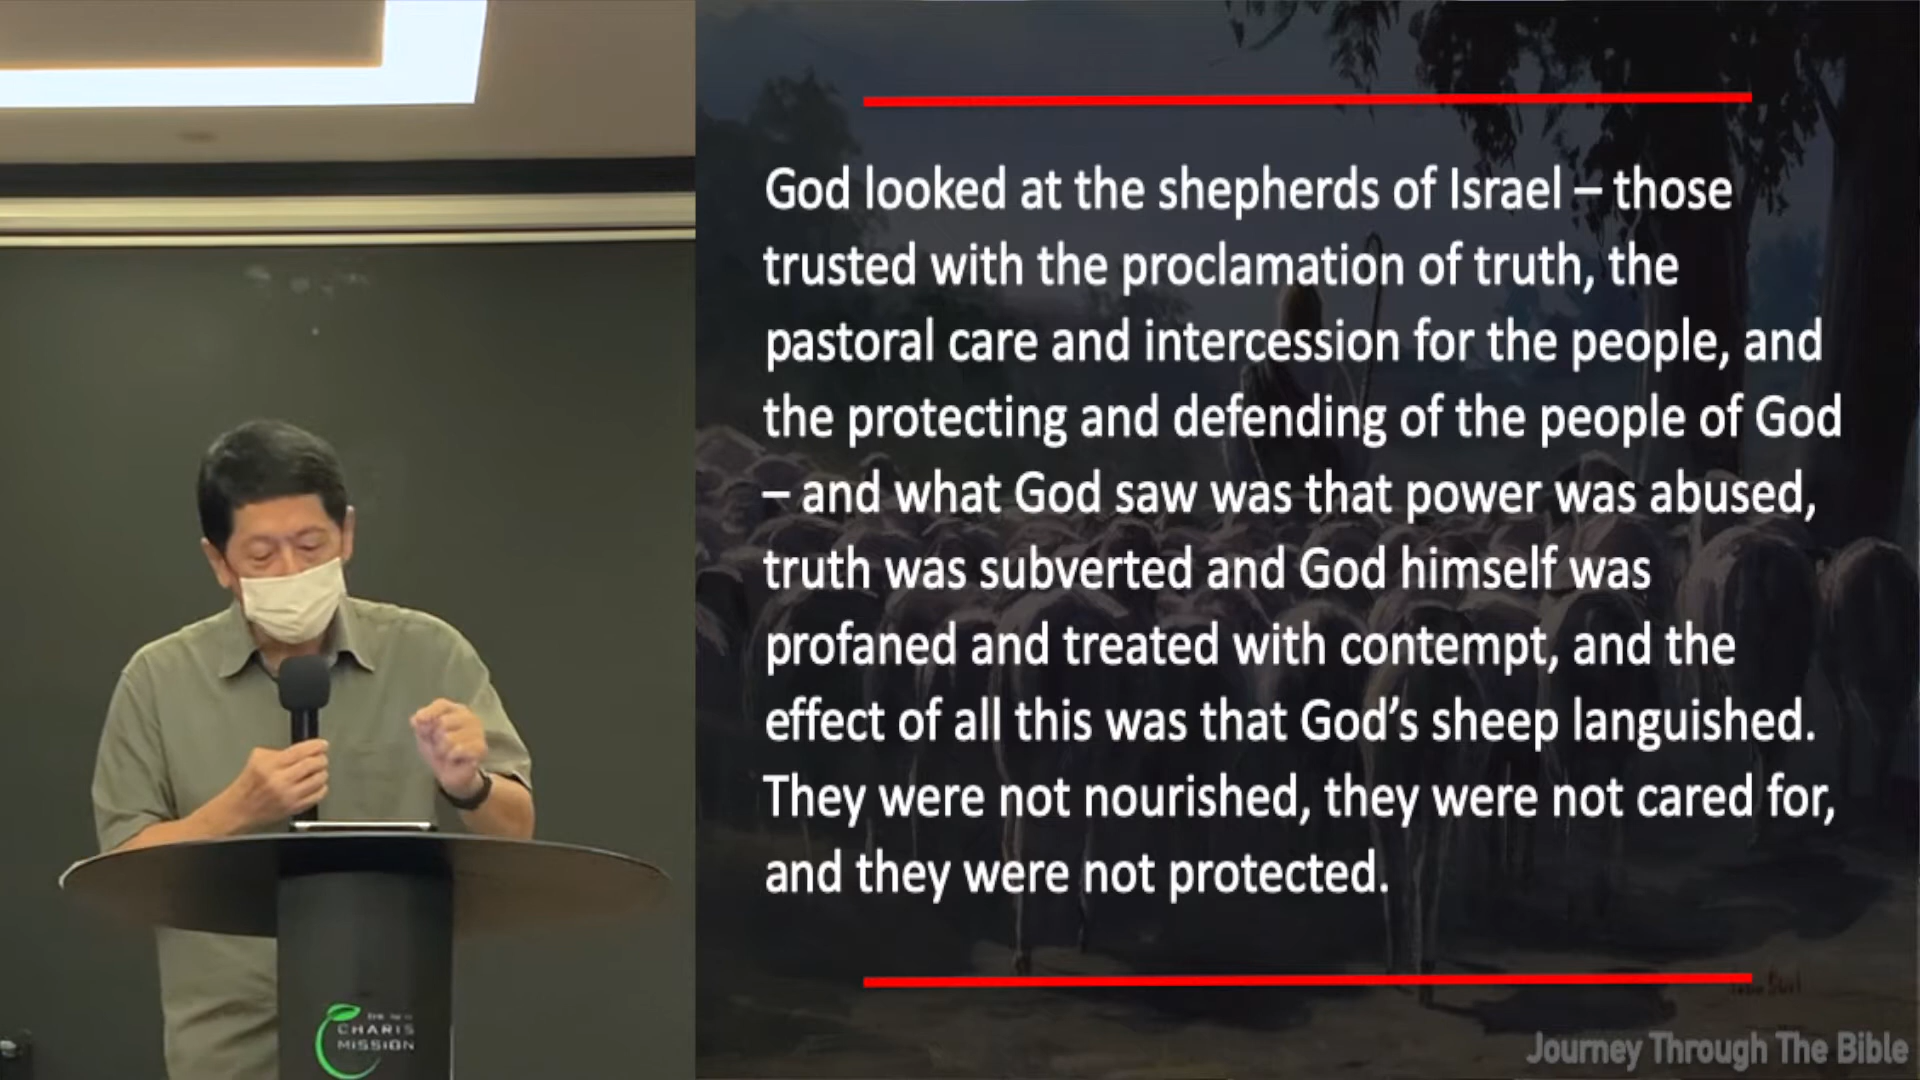 God looked at the shepherds of Israel – those
trusted with the proclamation of truth, the
pastoral care and intercession for the people, and
the protecting and defending of the people of God
– and what God saw was that power was abused,
truth was subverted and God himself was
profaned and treated with contempt, and the
effect of all this was that God's sheep languished.
They were not nourished, they were not cared for,
and they were not protected.
CHARIS
MISSION
Journey Through The Bible